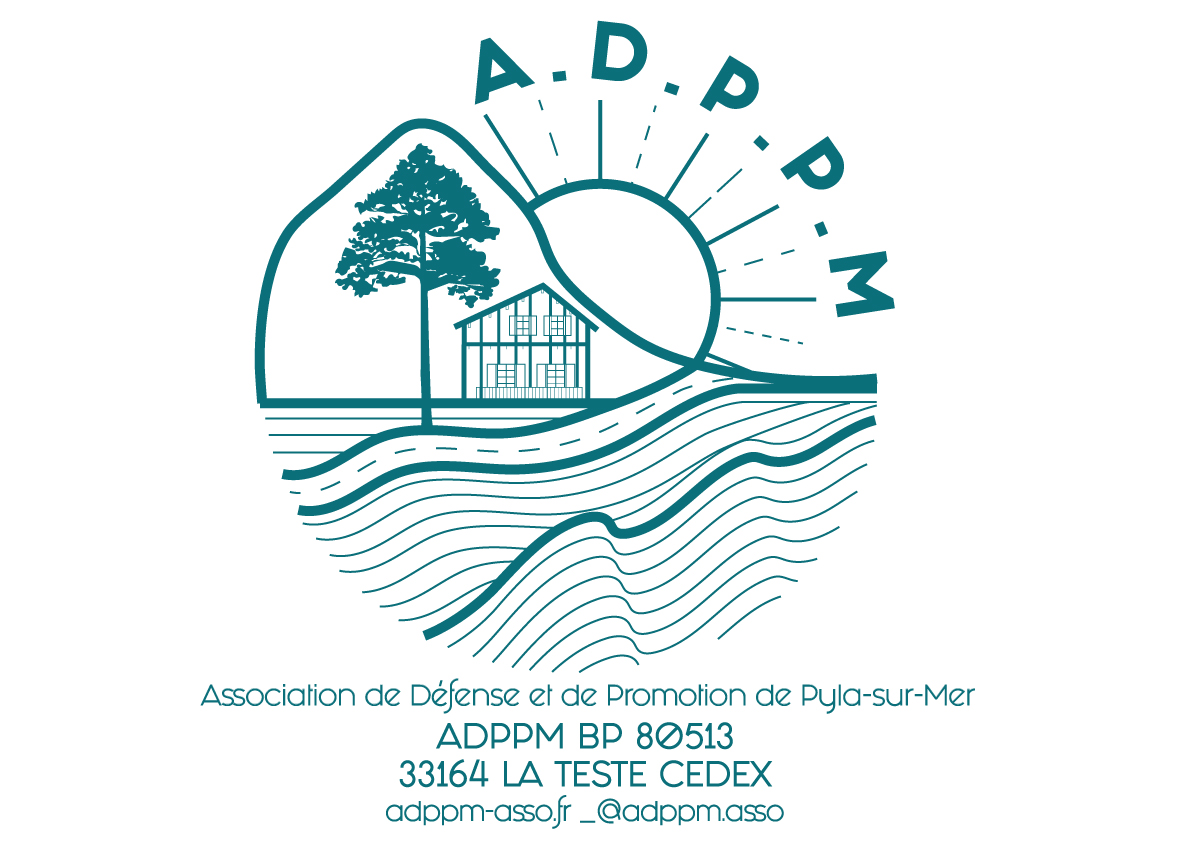 A.D.P.P.M
Association de Défense et de Promotion de Pyla-sur-Mer
ADPPM BP 80513
33164 LA TESTE CEDEX
adppm-asso.fr _@adppm.asso